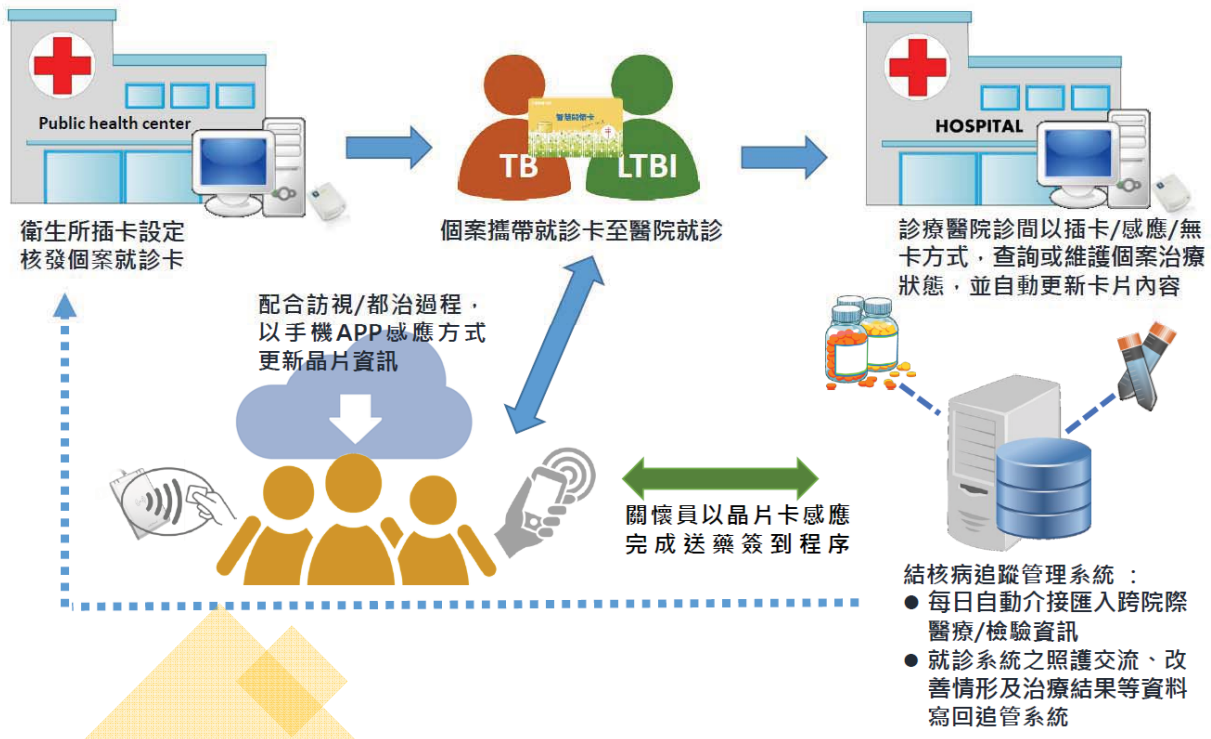 Public health center
HOSPITAL
智慧就醫卡
TB
LTBI
衛生所插卡設定
核發個案就診卡
個案攜帶就診卡至醫院就診
診療醫院診間以插卡/感應/無
卡方式，查詢或維護個案治療
狀態，並自動更新卡片內容
配合訪視/都治過程，
以手機APP感應方式
更新晶片資訊
關懷員以晶片卡感應
完成送藥簽到程序
結核病追蹤管理系統：
● 每日自動介接匯入跨院際
醫療/檢驗資訊
● 就診系統之照護交流、改
善情形及治療結果等資料
寫回追管系統